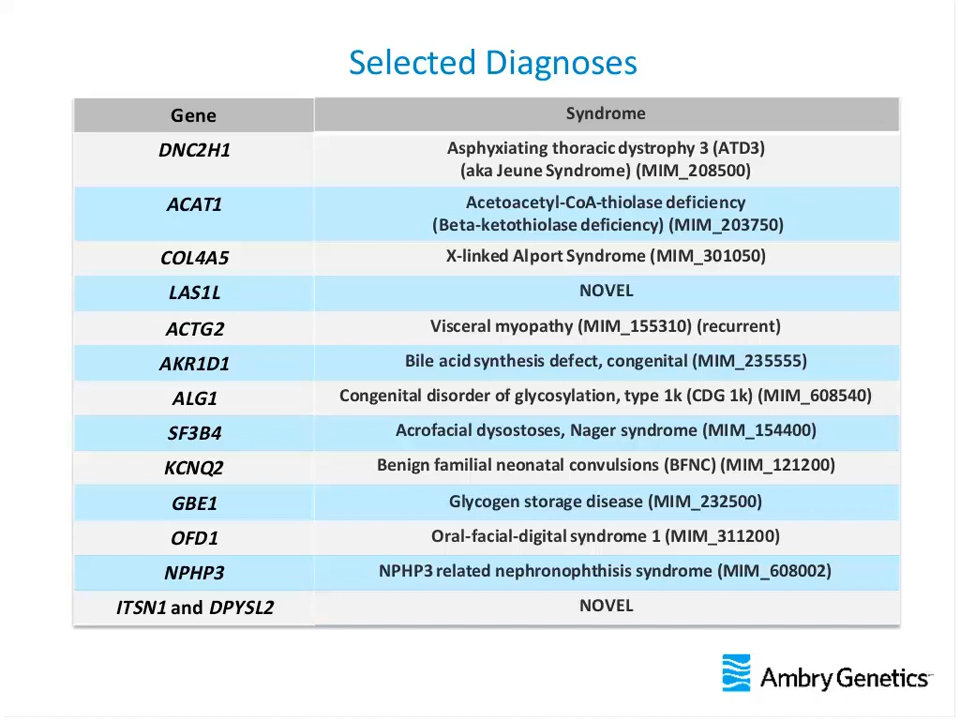 Selected Diagnoses
Gene Syndrome
DNC2H1 Asphyxiating thoracic dystrophy 3 (ATD3)
(aka Jeune Syndrome) (MIM_208500)
ACAT1 Acetoacetyl-CoA-thiolase deficiency
(Beta-ketothiolase deficiency) (MIM_203750)
COL4A5 X-linked Alport Syndrome (MIM_301050)
LAS1L NOVEL
ACTG2 Visceral myopathy (MIM_155310) (recurrent)
AKR1D1 Bile acid synthesis defect, congenital (MIM_235555)
ALG1 Congenital disorder of glycosylation, type 1k (CDG 1k) (MIM_608540)
SF3B4 Acrofacial dysostoses, Nager syndrome (MIM_154400)
KCNQ2 Benign familial neonatal convulsions (BFNC) (MIM_121200)
GBE1 Glycogen storage disease (MIM_232500)
OFD1 Oral-facial-digital syndrome 1 (MIM_311200)
NPHP3 NPHP3 related nephronophthisis syndrome (MIM_608002)
ITSN1 and DPYSL2 NOVEL
Ambry Genetics